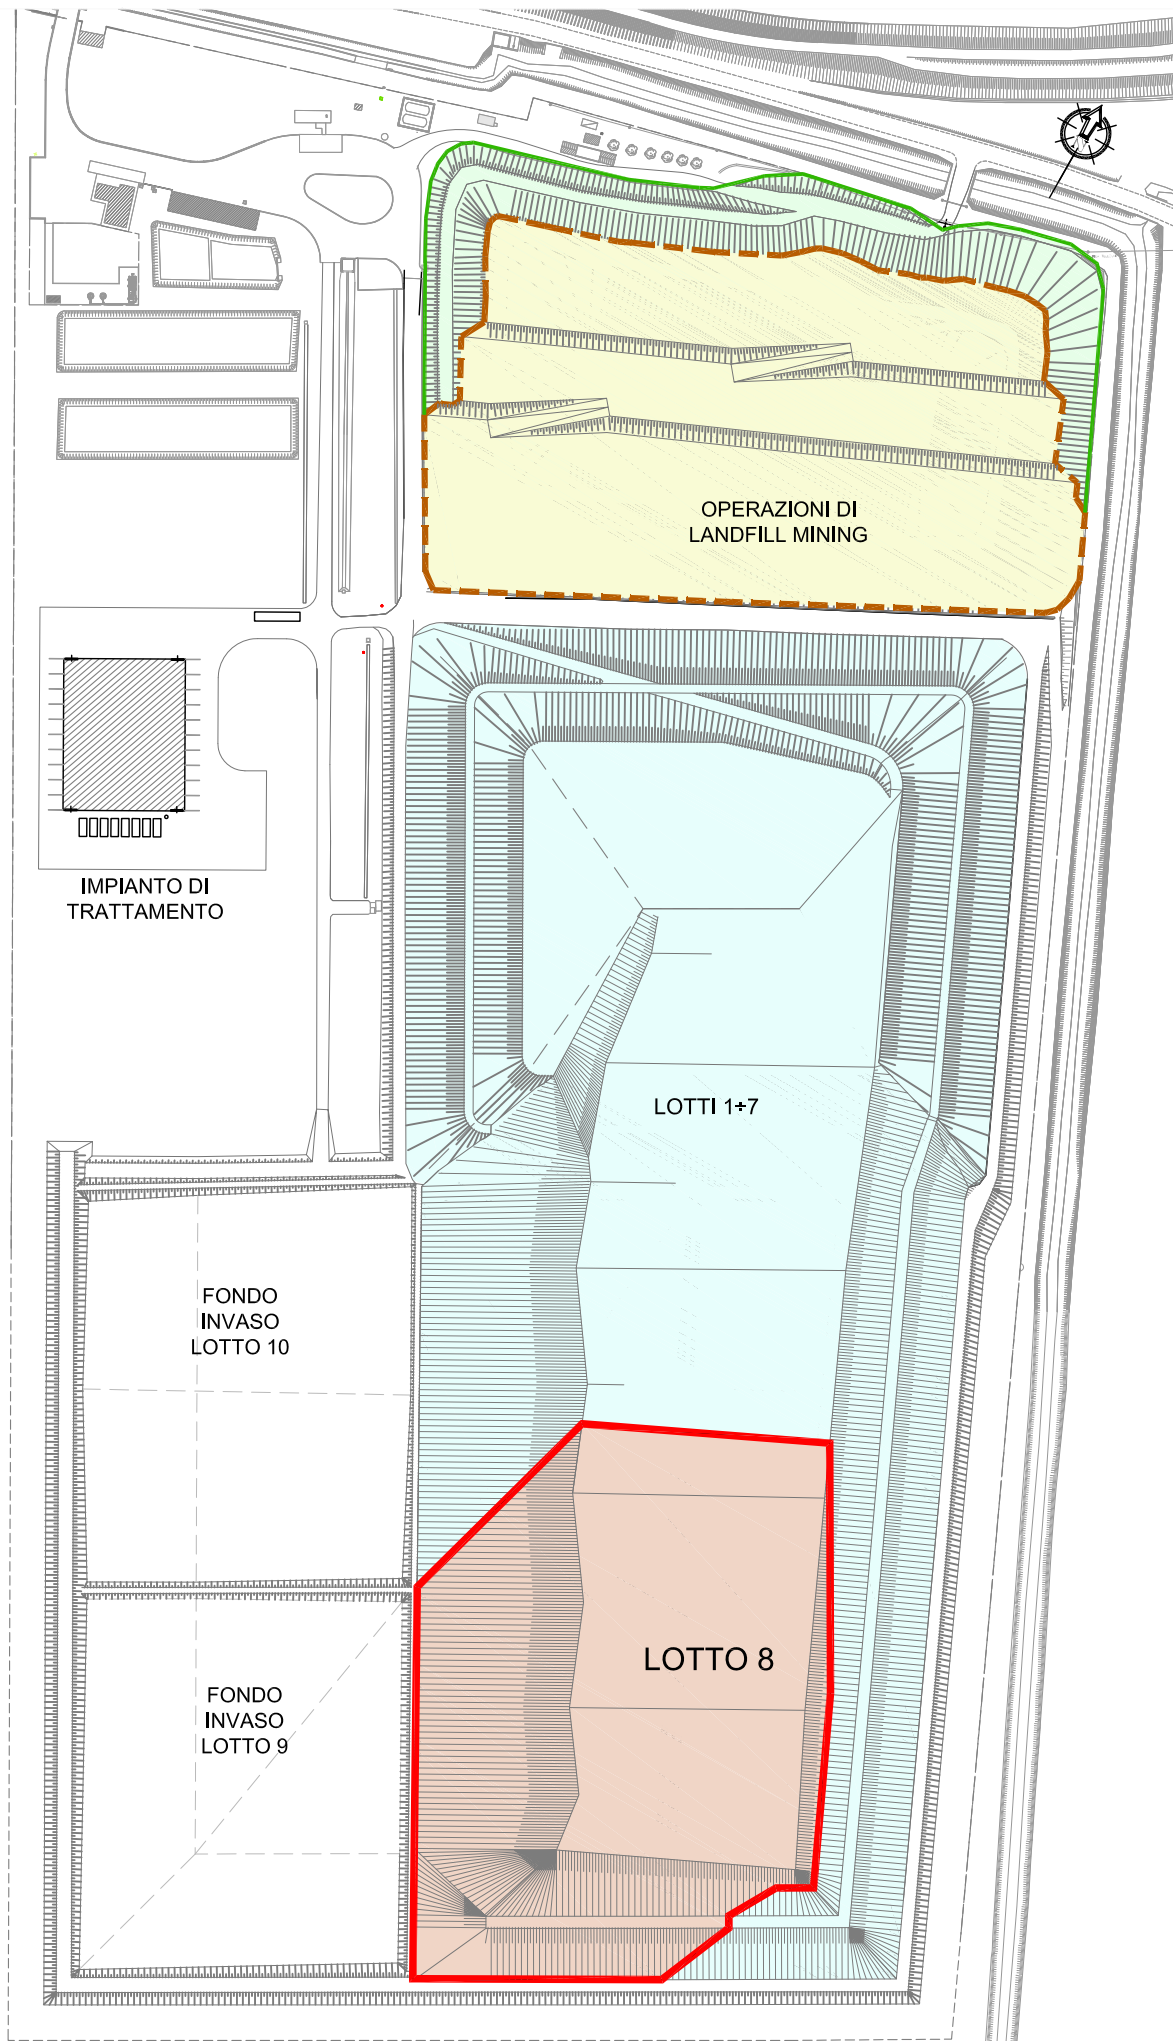 OPERAZIONI DI
LANDFILL MINING
IMPIANTO DI
TRATTAMENTO
LOTTI 1÷7
FONDO
INVASO
LOTTO 10
LOTTO 8
FONDO
INVASO
LOTTO 9